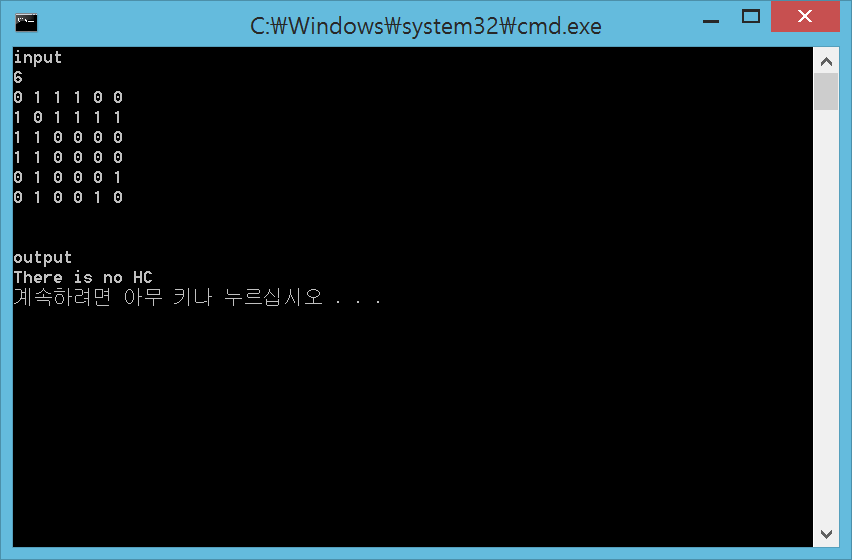 C:₩Windows₩system32₩cmd.exe
input
6
0 1 1 1 0 0
1 0 1 1 1 1
1 1 0 0 0 0
1 1 0 0 0 0
0 1 0 0 0 1
0 1 0 0 1 0
output
There is no HC
계속하려면 아무 키나 누르십시오 . . .